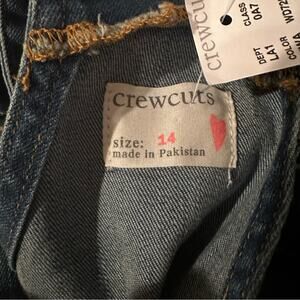 crewcuts
size: 14
made in Pakistan
crewcuts
CLASS
0A7
DEPT
LA1
COLOR